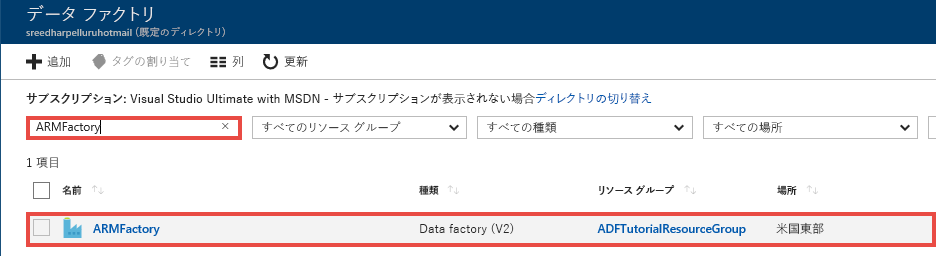 データ ファクトリ
sreedharpelluruhotmail (既定のディレクトリ)
追加 タグの割り当て 列 更新
サブスクリプション: Visual Studio Ultimate with MSDN - サブスクリプションが表示されない場合ディレクトリの切り替え
ARMFactory × すべてのリソース グループ すべての種類 すべての場所
1 項目
名前 ↑↓ 種類 ↑↓ リソース グループ ↑↓ 場所 ↑↓
ARMFactory Data factory (V2) ADFTutorialResourceGroup 米国東部